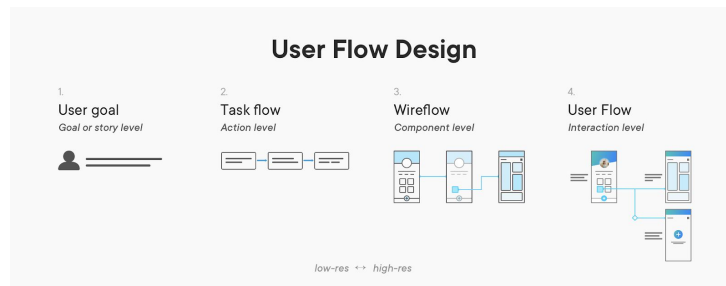 User Flow Design
1.
User goal
Goal or story level
2.
Task flow
Action level
3.
Wireflow
Component level
4.
User Flow
Interaction level
low-res ↔ high-res